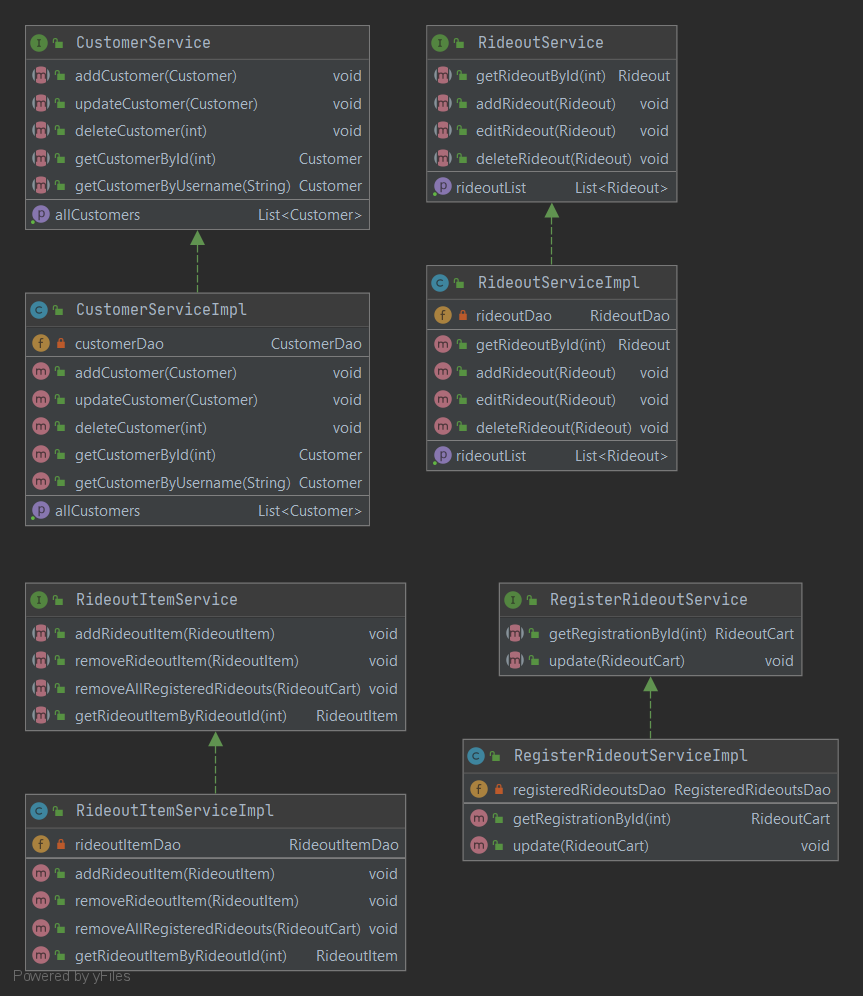 CustomerService
addCustomer(Customer) void
updateCustomer(Customer) void
deleteCustomer(int) void
getCustomerById(int) Customer
getCustomerByUsername(String) Customer
allCustomers List<Customer>
RideoutService
getRideoutById(int) Rideout
addRideout(Rideout) void
editRideout(Rideout) void
deleteRideout(Rideout) void
rideoutList List<Rideout>
CustomerServiceImpl
customerDao CustomerDao
addCustomer(Customer) void
updateCustomer(Customer) void
deleteCustomer(int) void
getCustomerById(int) Customer
getCustomerByUsername(String) Customer
allCustomers List<Customer>
RideoutServiceImpl
rideoutDao RideoutDao
getRideoutById(int) Rideout
addRideout(Rideout) void
editRideout(Rideout) void
deleteRideout(Rideout) void
rideoutList List<Rideout>
RideoutItemService
addRideoutItem(RideoutItem) void
removeRideoutItem(RideoutItem) void
removeAllRegisteredRideouts(RideoutCart) void
getRideoutItemByRideoutId(int) RideoutItem
RegisterRideoutService
getRegistrationById(int) RideoutCart
update(RideoutCart) void
RideoutItemServiceImpl
rideoutItemDao RideoutItemDao
addRideoutItem(RideoutItem) void
removeRideoutItem(RideoutItem) void
removeAllRegisteredRideouts(RideoutCart) void
getRideoutItemByRideoutId(int) RideoutItem
RegisterRideoutServiceImpl
registeredRideoutsDao RegisteredRideoutsDao
getRegistrationById(int) RideoutCart
update(RideoutCart) void
Powered by yFiles